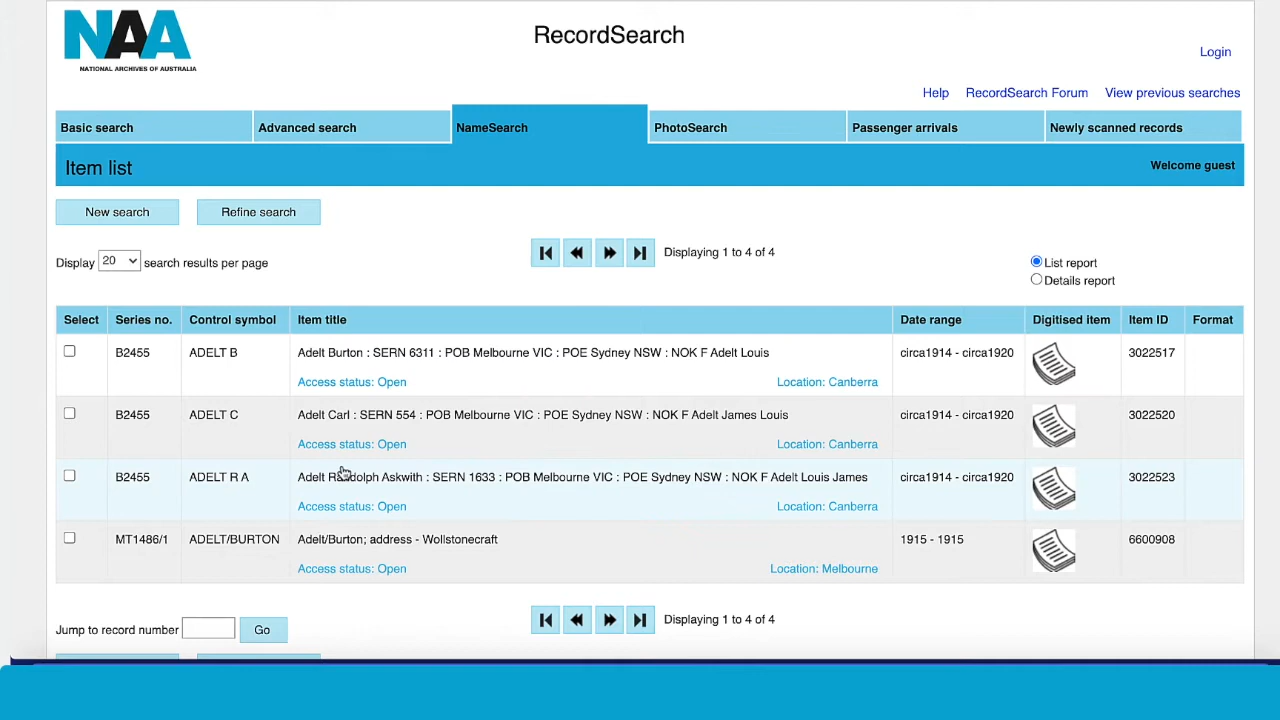 NAA
NATIONAL ARCHIVES OF AUSTRALIA
RecordSearch
Login
Help RecordSearch Forum View previous searches
Basic search Advanced search NameSearch PhotoSearch Passenger arrivals Newly scanned records
Item list Welcome guest
New search Refine search
Display 20 search results per page Displaying 1 to 4 of 4 List report
Details report
Select Series no. Control symbol Item title Date range Digitised item Item ID Format
B2455 ADELT B Adelt Burton : SERN 6311 : POB Melbourne VIC : POE Sydney NSW : NOK F Adelt Louis circa1914 - circa1920 3022517
Access status: Open Location: Canberra
B2455 ADELT C Adelt Carl : SERN 554 : POB Melbourne VIC : POE Sydney NSW : NOK F Adelt James Louis circa1914 - circa1920 3022520
Access status: Open Location: Canberra
B2455 ADELT R A Adelt Randolph Askwith : SERN 1633 : POB Melbourne VIC : POE Sydney NSW : NOK F Adelt Louis James circa1914 - circa1920 3022523
Access status: Open Location: Canberra
MT1486/1 ADELT/BURTON Adelt/Burton; address - Wollstonecraft 1915 - 1915 6600908
Access status: Open Location: Melbourne
Jump to record number Go Displaying 1 to 4 of 4